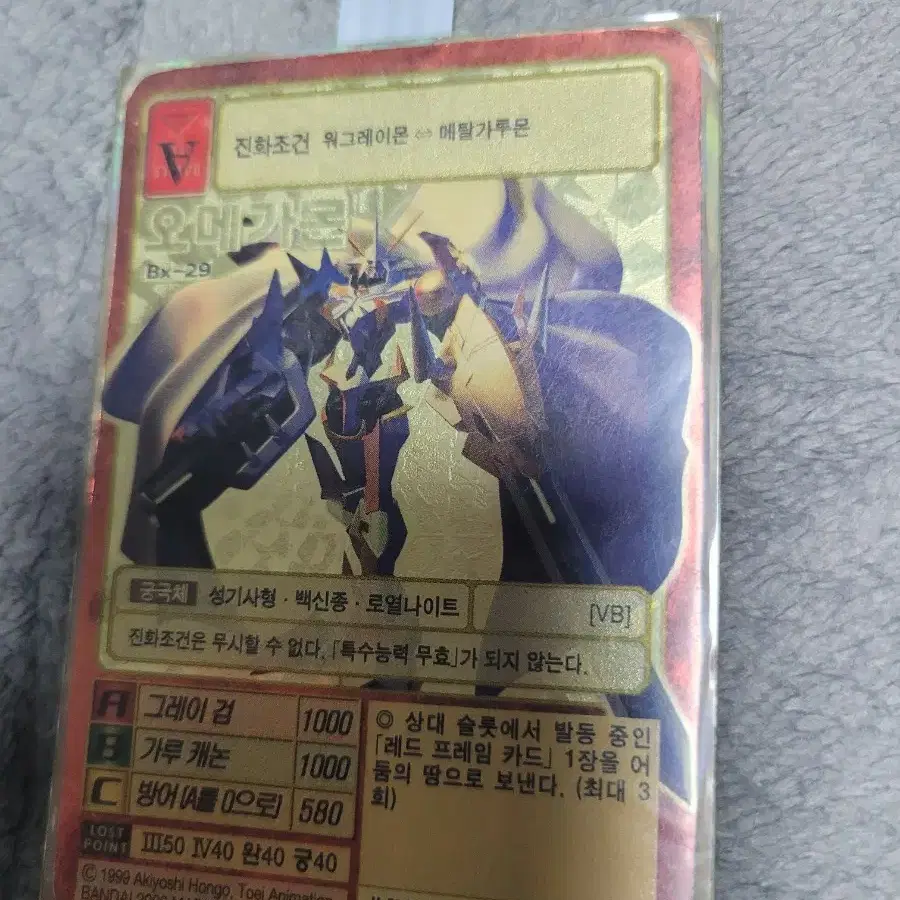 A
진화조건 워그레이몬 ⇔ 메탈가루몬
오메가몬
Bx-29
궁극체 성기사형·백신종·로열나이트 [VB]
진화조건은 무시할 수 없다. 「특수능력 무효」가 되지 않는다.
A 그레이 검 1000
B 가루 캐논 1000
C 방어 (A를 0으로) 580
LOST POINT Ⅲ50 Ⅳ40 완40 궁40
◎ 상대 슬롯에서 발동 중인
「레드 프레임 카드」 1장을 어
둠의 땅으로 보낸다. (최대 3
회)
© 1999 Akiyoshi Hongo, Toei Animation
BANDAI